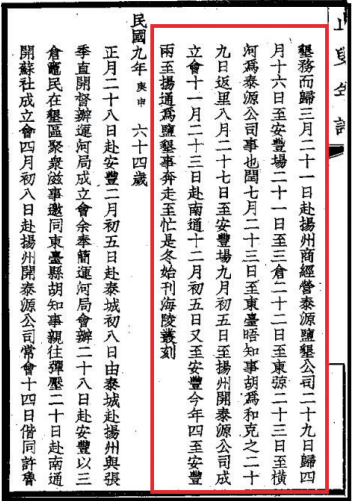 止叟年譜
墾務而歸三月二十一日赴揚州商經營泰源鹽墾公司二十九日歸四
月十六日至安豐場二十一日至三倉二十二日至東𣸣二十三日至橫
河爲泰源公司事也閏七月二十三日至東臺晤知事胡爲和克之二十
九日返里八月二十七日至安豐場九月初五日至揚州開泰源公司成
立會十一月二十三日赴南通十二月初五日又至安豐今年四至安豐
兩至揚通爲鹽墾事奔走至忙是冬始刊海陵叢刻
民國九年庚申　六十四歲
正月二十八日赴安豐二月初五日赴泰城初八日由泰城赴揚州與張
季直開督辦運河局成立會余奉簡運河局會辦二十八日赴安豐以三
倉竈民在墾區聚衆滋事邀同東臺縣胡知事親往彈壓二十日赴南通
開蘇社成立會四月初八日赴揚州開泰源公司常會十四日偕同許魯